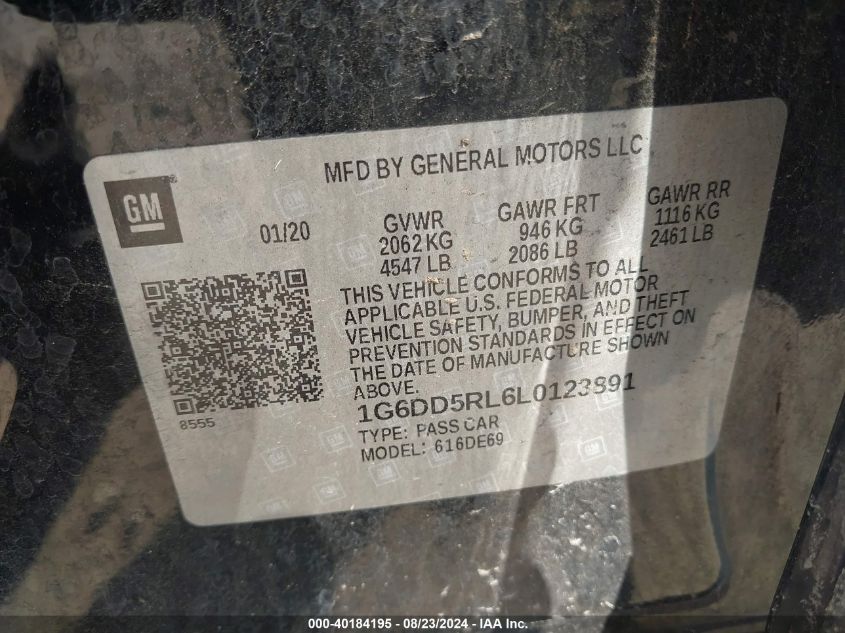 MFD BY GENERAL MOTORS LLC
GM
01/20
GVWR
2062 KG
4547 LB
GAWR FRT
946 KG
2086 LB
GAWR RR
1116 KG
2461 LB
THIS VEHICLE CONFORMS TO ALL
APPLICABLE U.S. FEDERAL MOTOR
VEHICLE SAFETY, BUMPER, AND THEFT
PREVENTION STANDARDS IN EFFECT ON
THE DATE OF MANUFACTURE SHOWN
ABOVE.
8555
1G6DD5RL6L0123891
TYPE: PASS CAR
MODEL: 616DE69
000-40184195 - 08/23/2024 - IAA Inc.